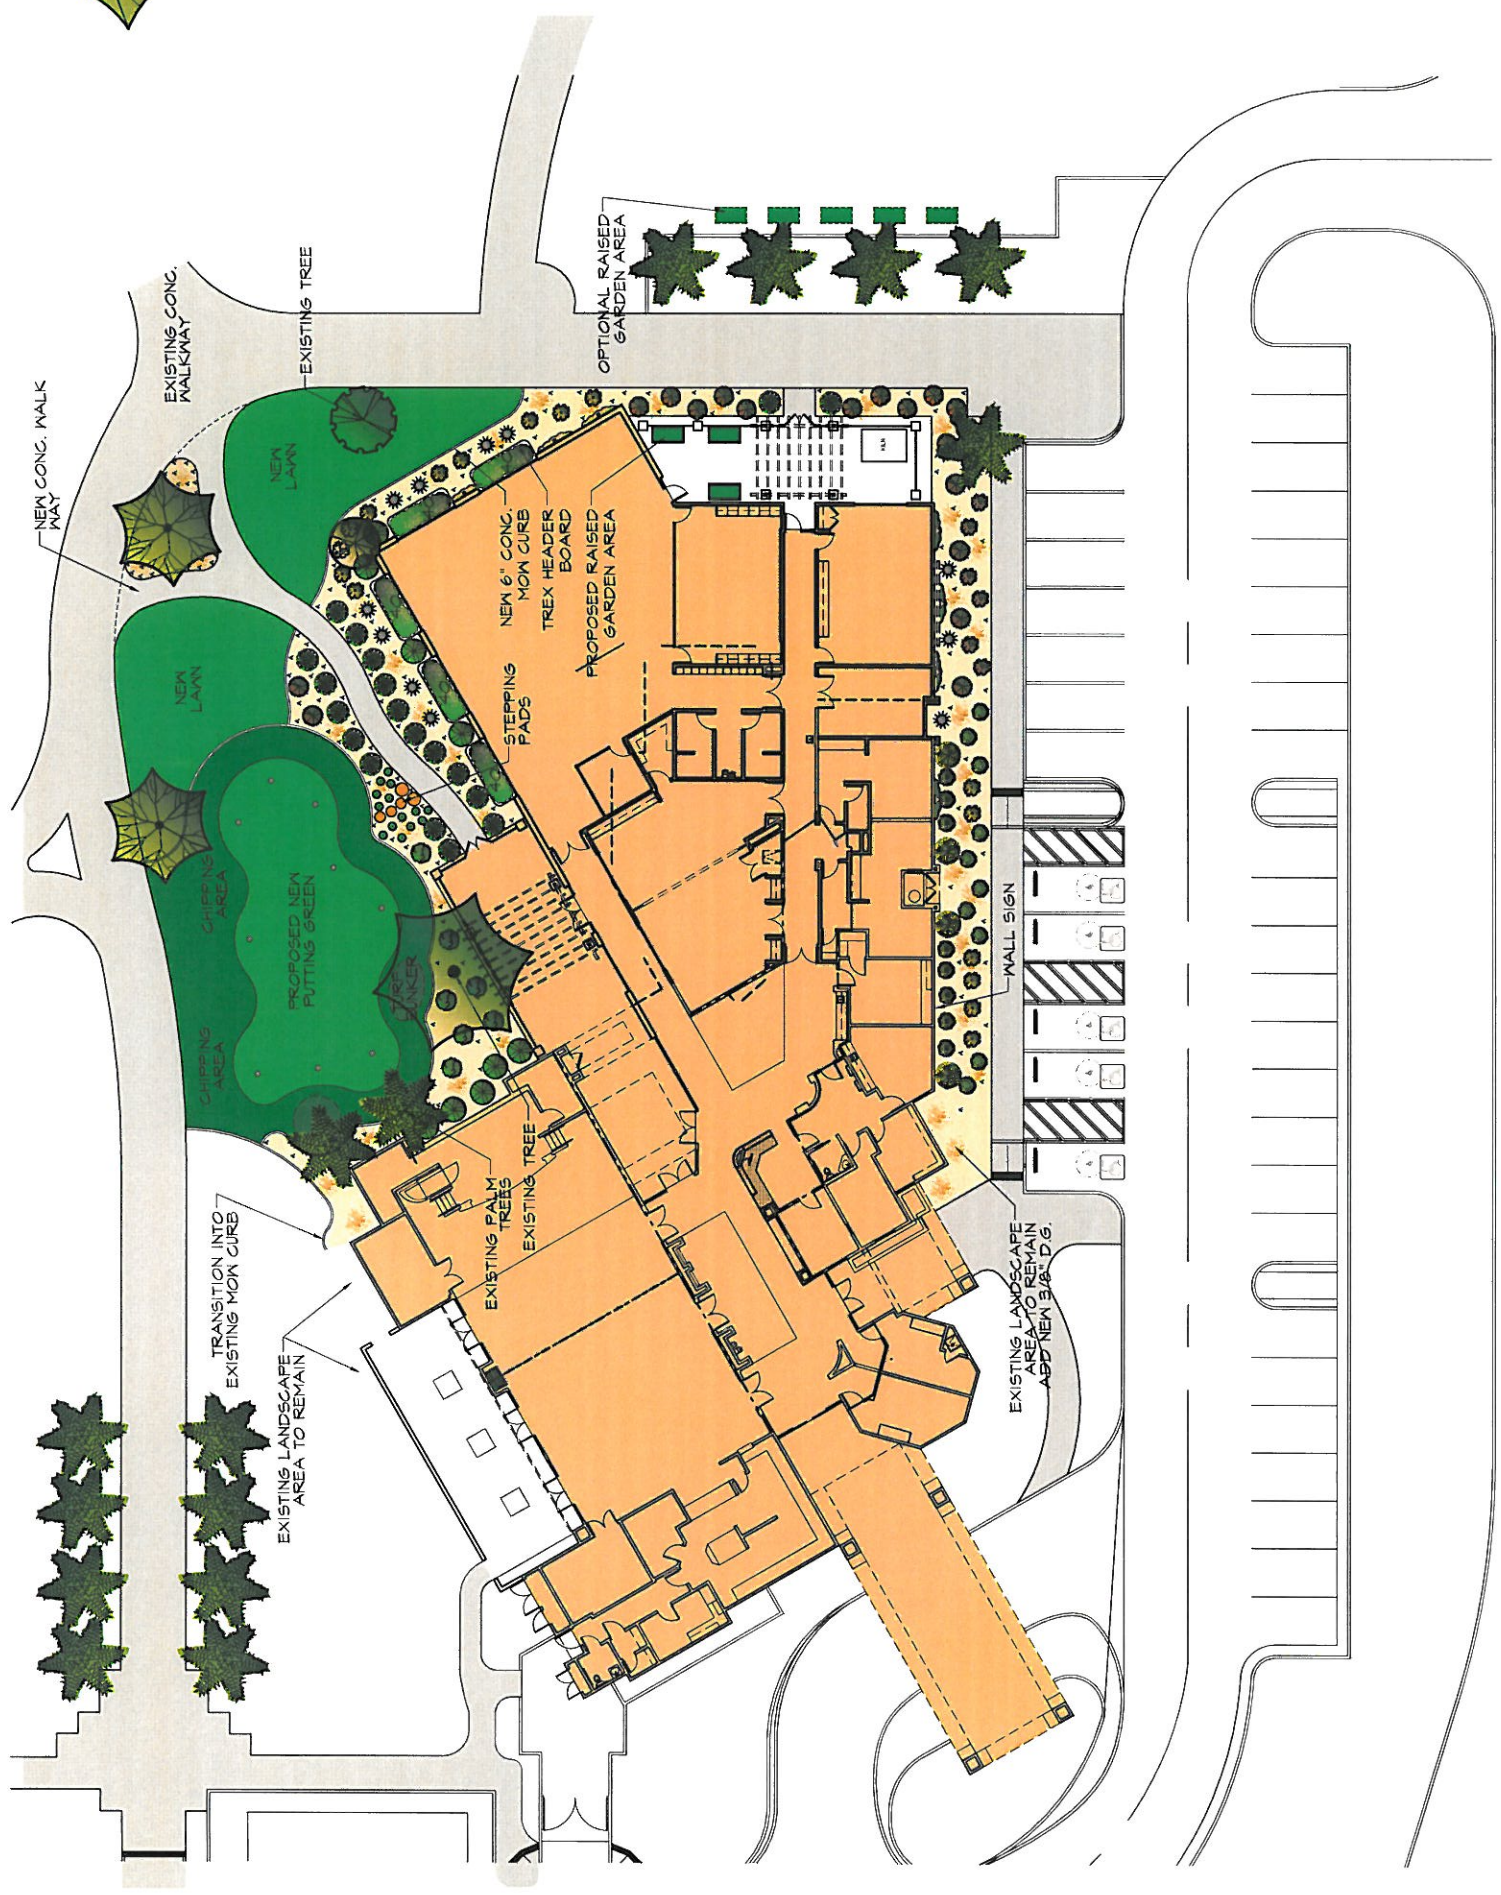 NEW CONC. WALK
WAY
EXISTING CONC.
WALKWAY
EXISTING TREE
OPTIONAL RAISED
GARDEN AREA
NEW
LAWN
NEW
LAWN
NEW 6" CONC.
MOW CURB
TREX HEADER
BOARD
PROPOSED RAISED
GARDEN AREA
STEPPING
PADS
KILN
CHIPPING
AREA
PROPOSED NEW
PUTTING GREEN
TURF
BUNKER
CHIPPING
AREA
WALL SIGN
EXISTING PALM
TREES
EXISTING TREE
TRANSITION INTO
EXISTING MOW CURB
EXISTING LANDSCAPE
AREA TO REMAIN
EXISTING LANDSCAPE
AREA TO REMAIN
ADD NEW 3/8" D.G.